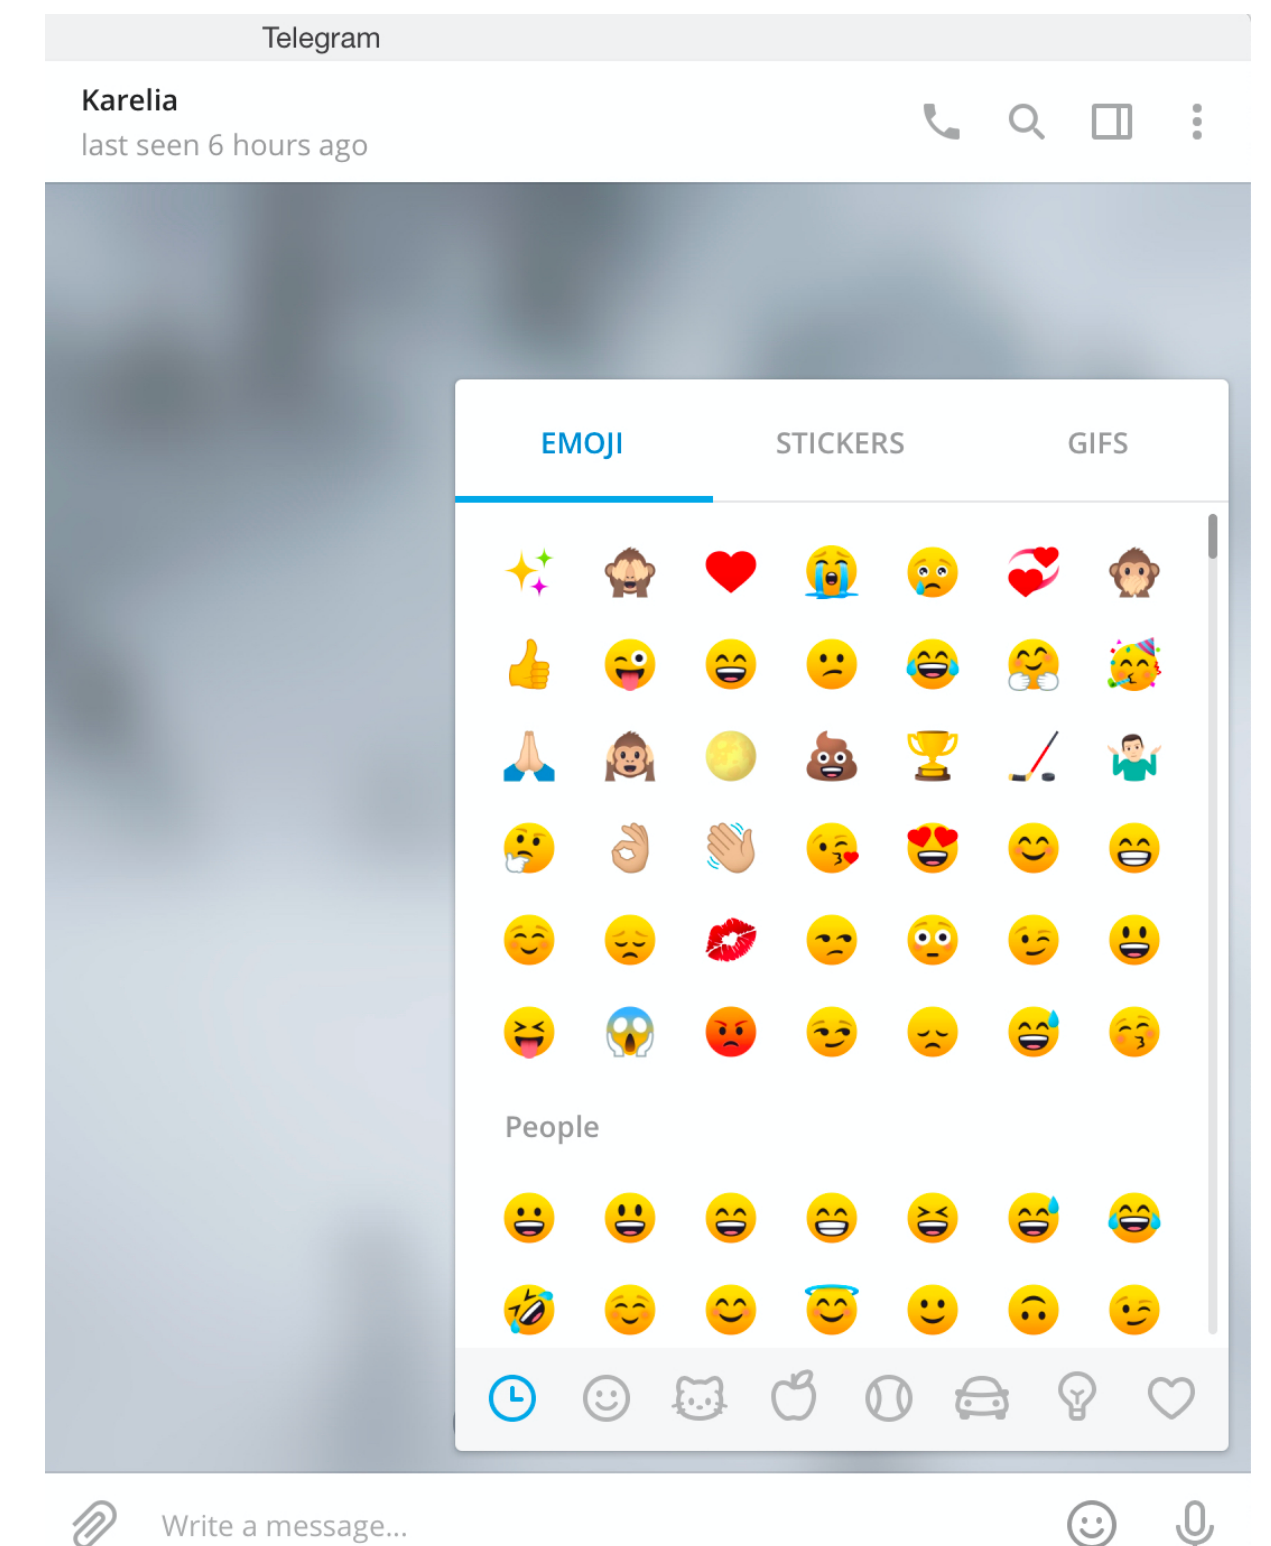 Telegram
Karelia
last seen 6 hours ago
EMOJI STICKERS GIFS
People
Write a message...